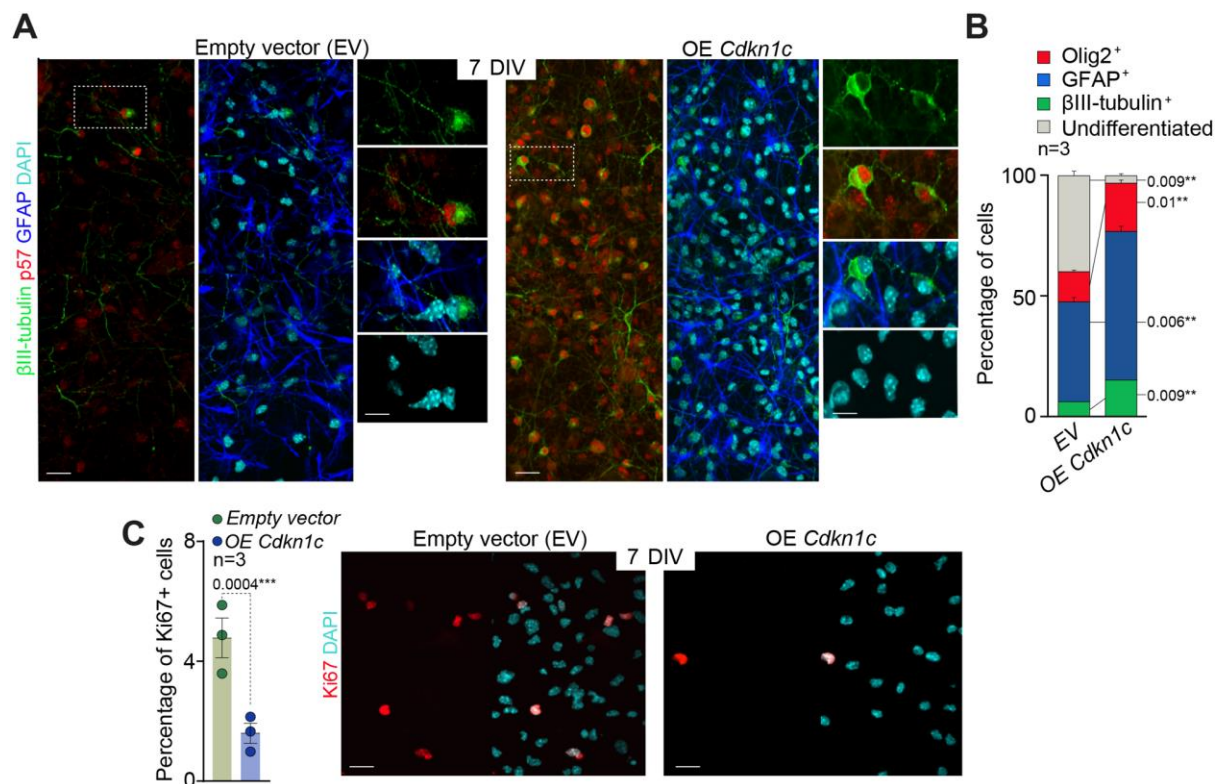 A
Empty vector (EV)
7 DIV
OE Cdkn1c
βIII-tubulin p57 GFAP DAPI
B
Olig2+
GFAP+
βIII-tubulin+
Undifferentiated
n=3
Percentage of cells
100
50
0
0.009**
0.01**
0.006**
0.009**
EV
OE Cdkn1c
C
Empty vector
OE Cdkn1c
n=3
0.0004***
Percentage of Ki67+ cells
8
4
0
Empty vector (EV)
7 DIV
OE Cdkn1c
Ki67 DAPI